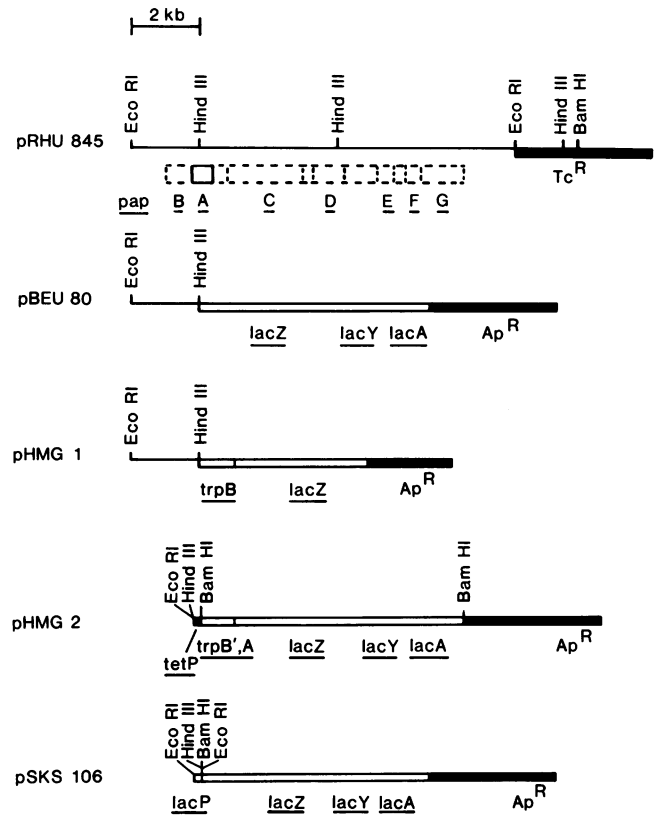 2 kb
Eco RI Hind III Hind III Eco RI Hind III Bam HI
pRHU 845
Tc R
pap B A C D E F G
Eco RI Hind III
pBEU 80
lacZ lacY lacA Ap R
Eco RI Hind III
pHMG 1
trpB lacZ Ap R
Eco RI Hind III Bam HI Bam HI
pHMG 2
tetP trpB',A lacZ lacY lacA Ap R
Eco RI Hind III Bam HI Eco RI
pSKS 106
lacP lacZ lacY lacA Ap R